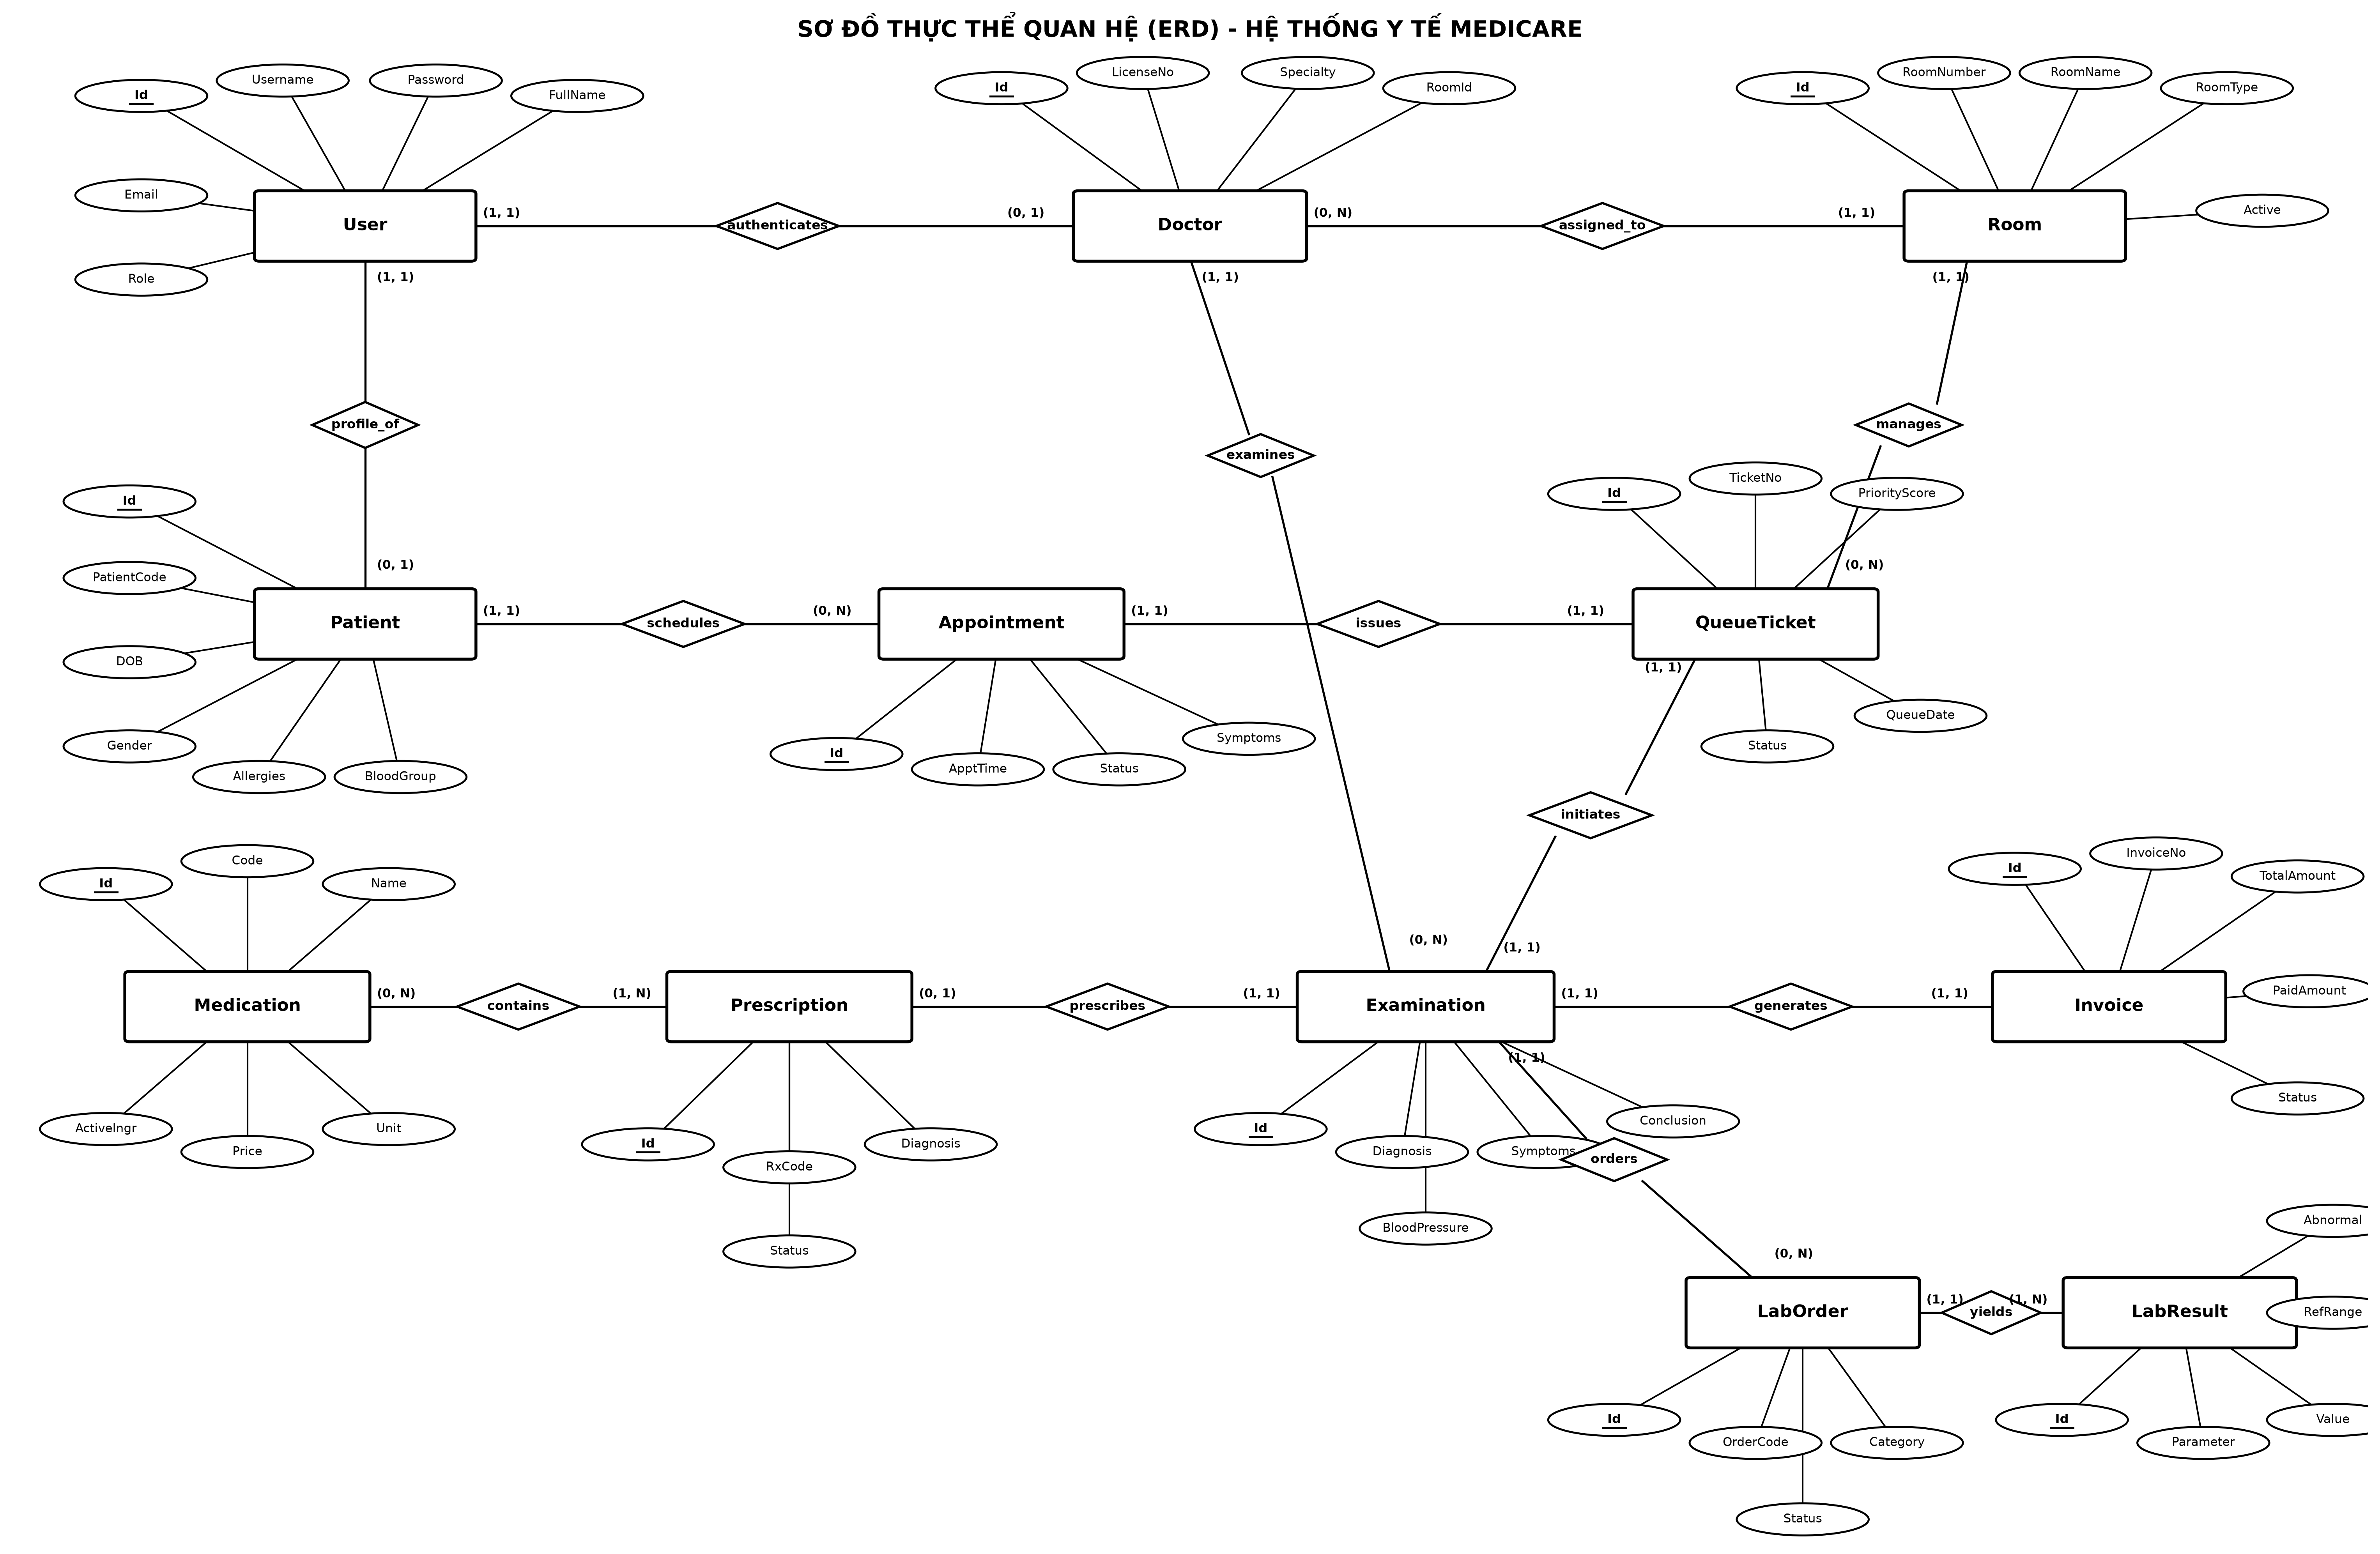 SƠ ĐỒ THỰC THỂ QUAN HỆ (ERD) - HỆ THỐNG Y TẾ MEDICARE
Id
Username
Password
FullName
Email
Role
User
(1, 1)
authenticates
(0, 1)
Id
LicenseNo
Specialty
RoomId
Doctor
(0, N)
assigned_to
(1, 1)
Id
RoomNumber
RoomName
RoomType
Active
Room
(1, 1)
(1, 1)
(1, 1)
profile_of
examines
manages
(0, 1)
(0, N)
Id
PatientCode
DOB
Gender
Allergies
BloodGroup
Patient
(1, 1)
schedules
(0, N)
Appointment
Id
ApptTime
Status
Symptoms
(1, 1)
issues
(1, 1)
Id
TicketNo
PriorityScore
QueueTicket
Status
QueueDate
(1, 1)
initiates
(0, N)
(1, 1)
Id
Code
Name
Medication
ActiveIngr
Price
Unit
(0, N)
contains
(1, N)
Prescription
Id
RxCode
Diagnosis
Status
(0, 1)
prescribes
(1, 1)
Examination
Id
Diagnosis
Symptoms
Conclusion
BloodPressure
(1, 1)
generates
(1, 1)
Id
InvoiceNo
TotalAmount
PaidAmount
Status
Invoice
(1, 1)
orders
(0, N)
LabOrder
Id
OrderCode
Category
Status
(1, 1)
yields
(1, N)
LabResult
Abnormal
RefRange
Id
Parameter
Value